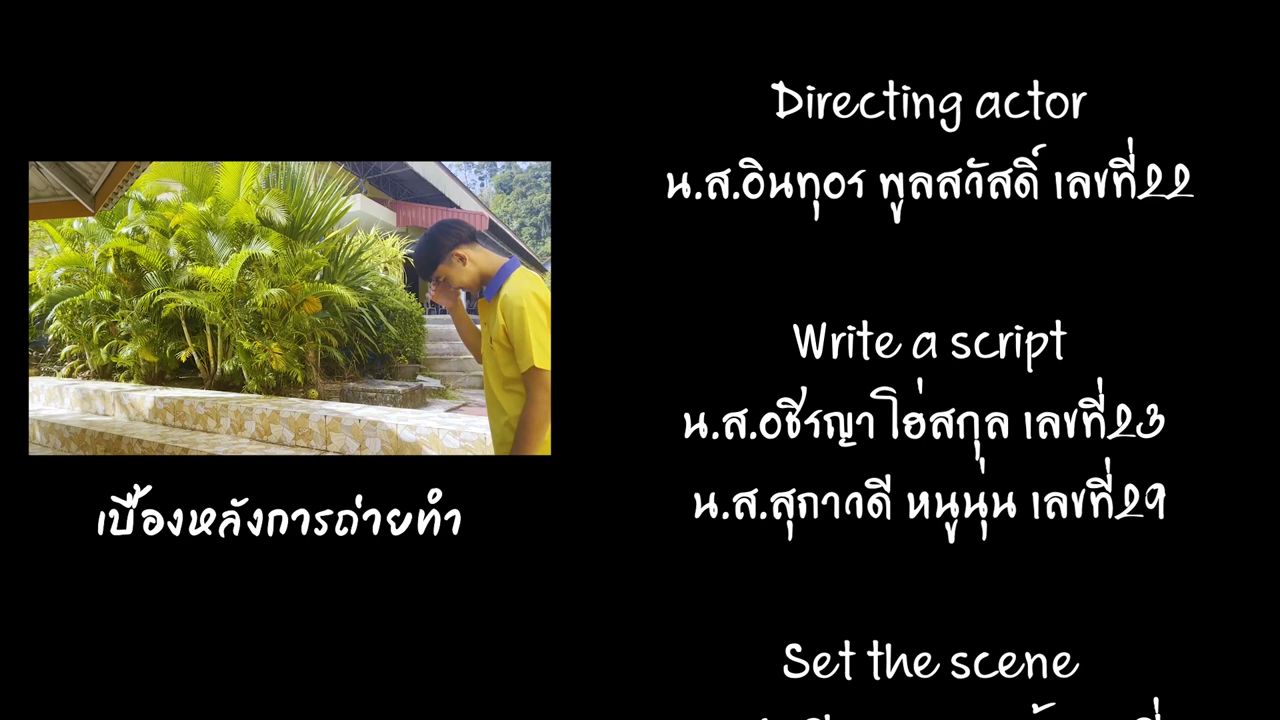 Directing actor
น.ส.อินทุอร พูลสวัสดิ์ เลขที่22
Write a script
น.ส.อชิรญา โอ่สกุล เลขที่23
น.ส.สุภาวดี หนูนุ่น เลขที่29
เบื้องหลังการถ่ายทำ
Set the scene